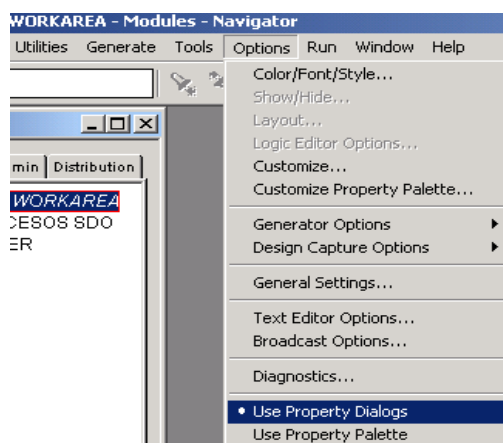 WORKAREA - Modules - Navigator
Utilities Generate Tools Options Run Window Help
Color/Font/Style...
Show/Hide...
Layout...
Logic Editor Options...
Customize...
Customize Property Palette...
Generator Options
Design Capture Options
General Settings...
Text Editor Options...
Broadcast Options...
Diagnostics...
Use Property Dialogs
Use Property Palette
min Distribution
WORKAREA
CESOS SDO
ER